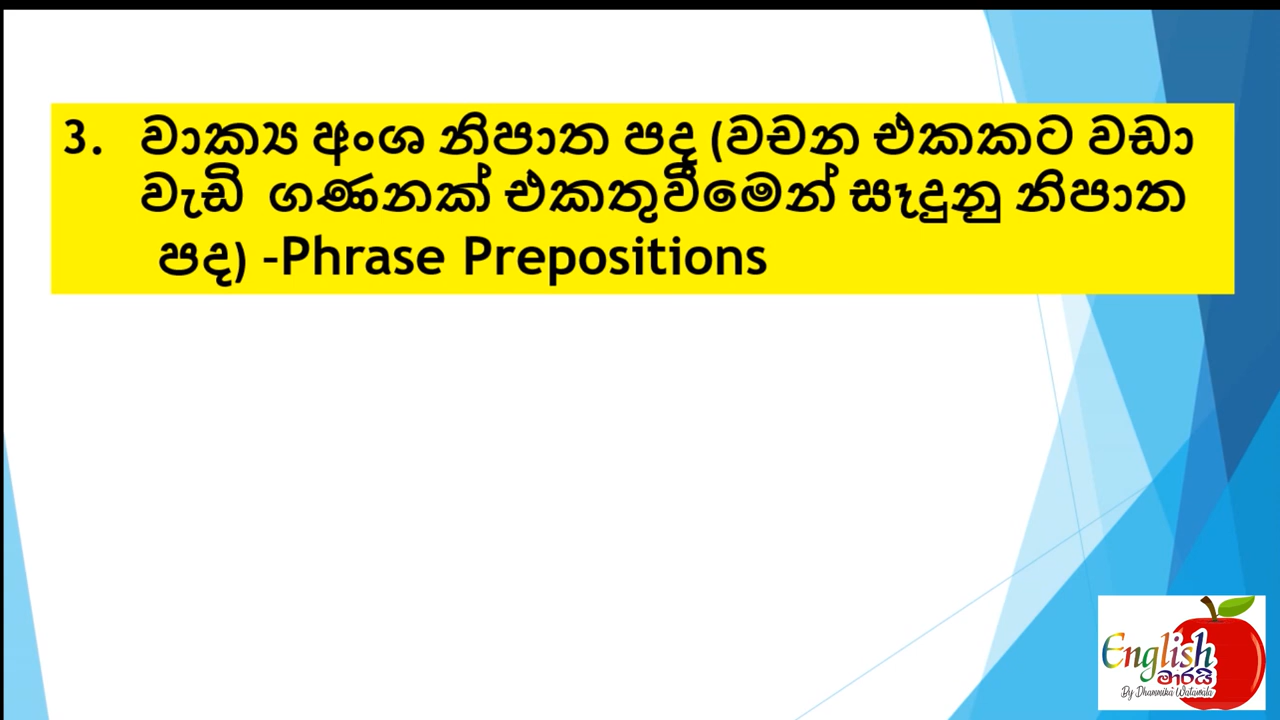 3. වාක්‍ය අංශ නිපාත පද (වචන එකකට වඩා
වැඩි ගණනක් එකතුවීමෙන් සෑදුනු නිපාත
පද) -Phrase Prepositions
English
මාරයි
By Dhammika Watawala